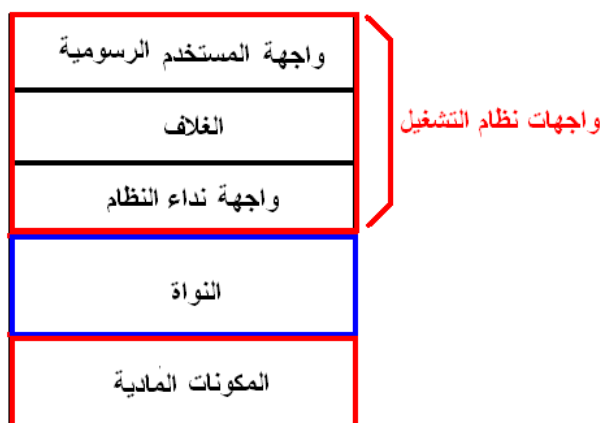 واجهة المستخدم الرسومية
الغلاف
واجهات نظام التشغيل
واجهة نداء النظام
النواة
المكونات المادية